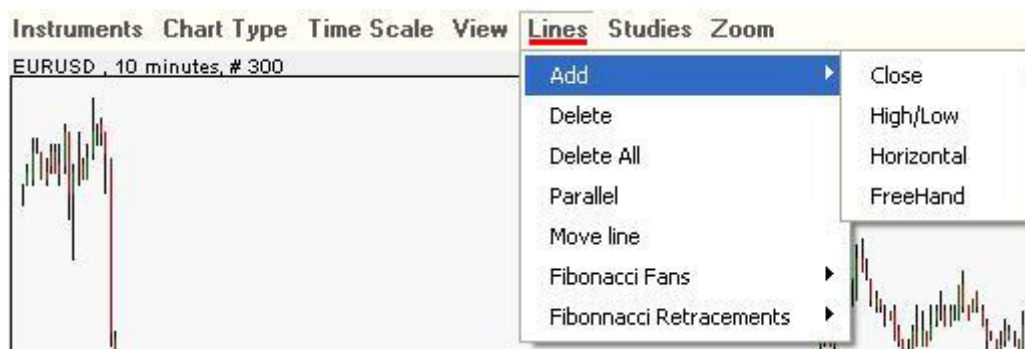 Instruments Chart Type Time Scale View Lines Studies Zoom
EURUSD , 10 minutes, # 300
Add
Delete
Delete All
Parallel
Move line
Fibonacci Fans
Fibonnacci Retracements
Close
High/Low
Horizontal
FreeHand